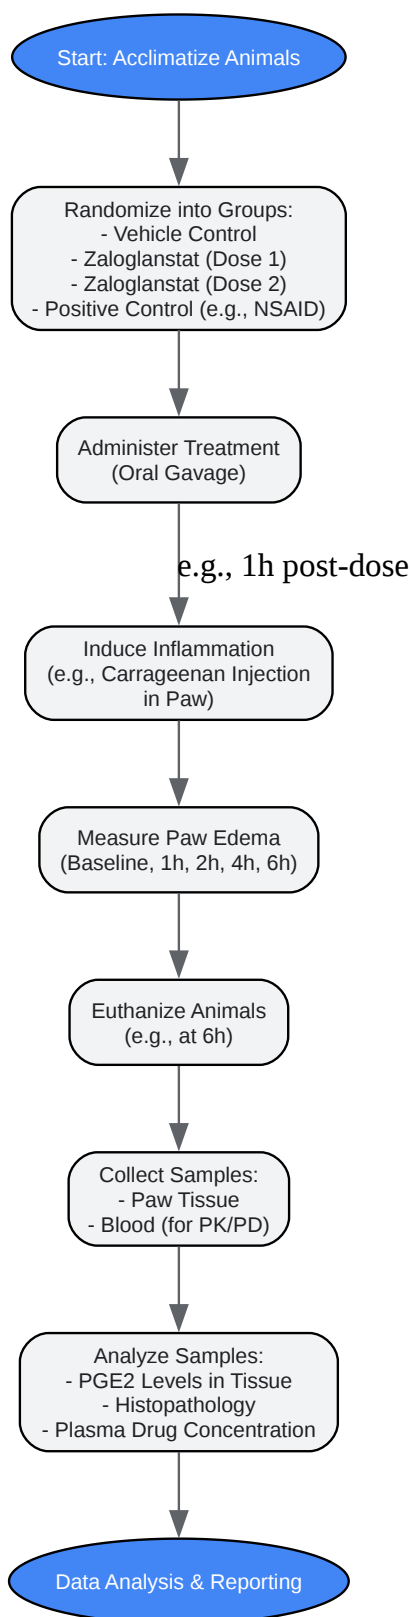 Start: Acclimatize Animals
Randomize into Groups:
- Vehicle Control
- Zaloglanstat (Dose 1)
- Zaloglanstat (Dose 2)
- Positive Control (e.g., NSAID)
Administer Treatment
(Oral Gavage)
e.g., 1h post-dose
Induce Inflammation
(e.g., Carrageenan Injection
in Paw)
Measure Paw Edema
(Baseline, 1h, 2h, 4h, 6h)
Euthanize Animals
(e.g., at 6h)
Collect Samples:
- Paw Tissue
- Blood (for PK/PD)
Analyze Samples:
- PGE2 Levels in Tissue
- Histopathology
- Plasma Drug Concentration
Data Analysis & Reporting